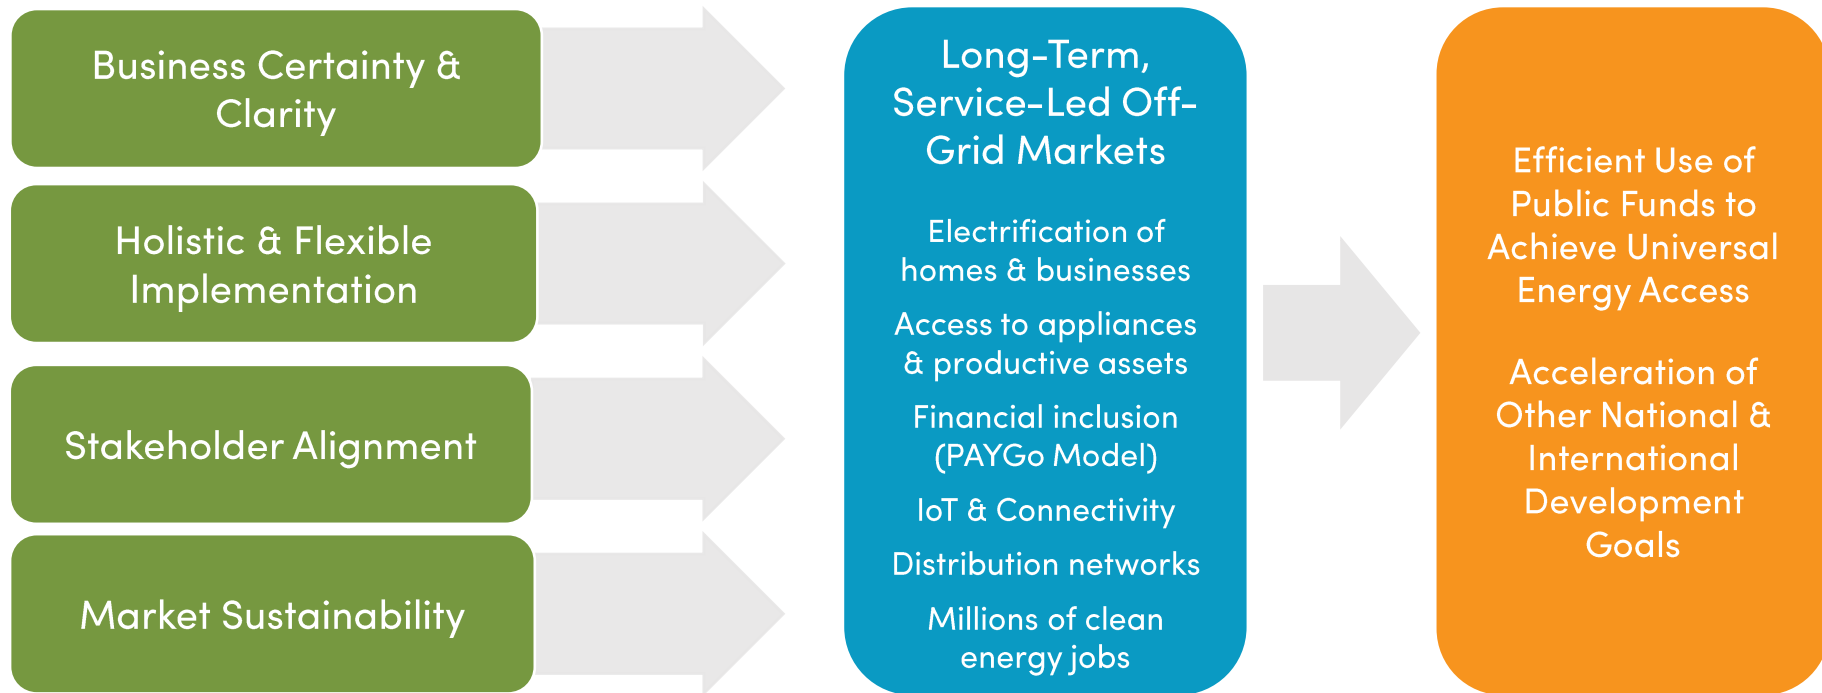 Business Certainty &
Clarity
Holistic & Flexible
Implementation
Stakeholder Alignment
Market Sustainability
Long-Term,
Service-Led Off-
Grid Markets
Electrification of
homes & businesses
Access to appliances
& productive assets
Financial inclusion
(PAYGo Model)
IoT & Connectivity
Distribution networks
Millions of clean
energy jobs
Efficient Use of
Public Funds to
Achieve Universal
Energy Access
Acceleration of
Other National &
International
Development
Goals